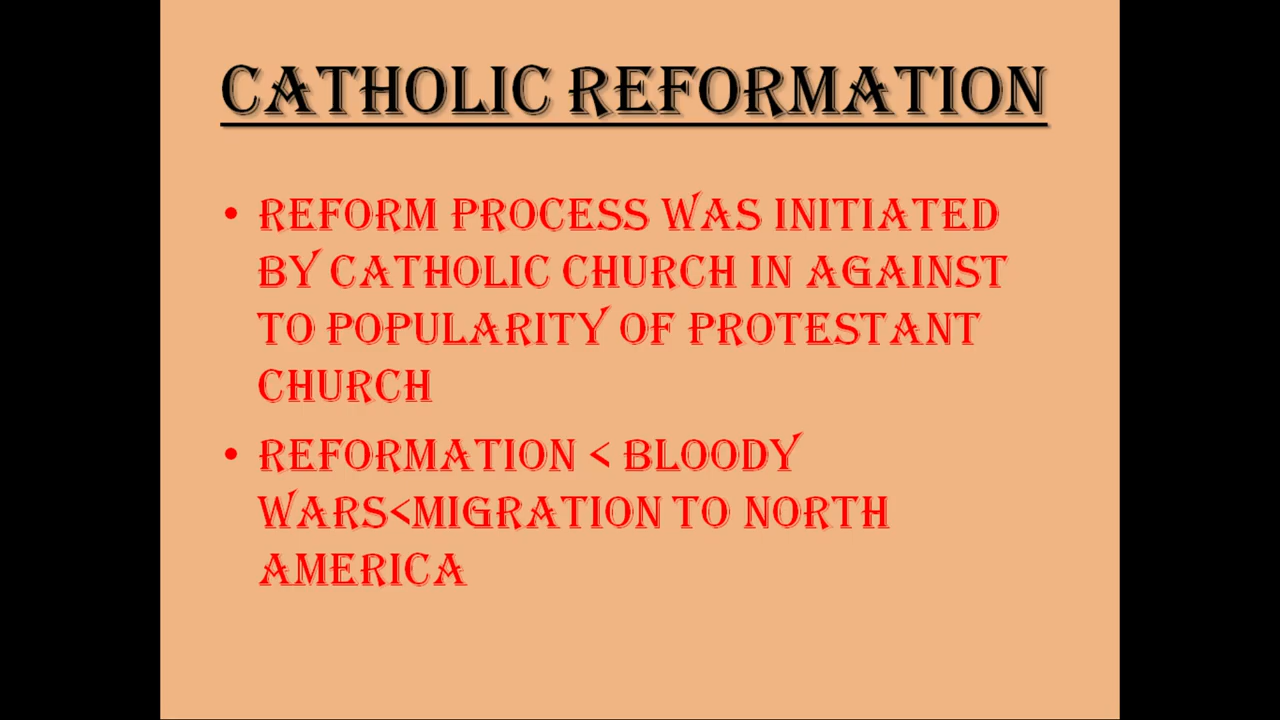 CATHOLIC REFORMATION
• REFORM PROCESS WAS INITIATED
BY CATHOLIC CHURCH IN AGAINST
TO POPULARITY OF PROTESTANT
CHURCH
• REFORMATION < BLOODY
WARS<MIGRATION TO NORTH
AMERICA